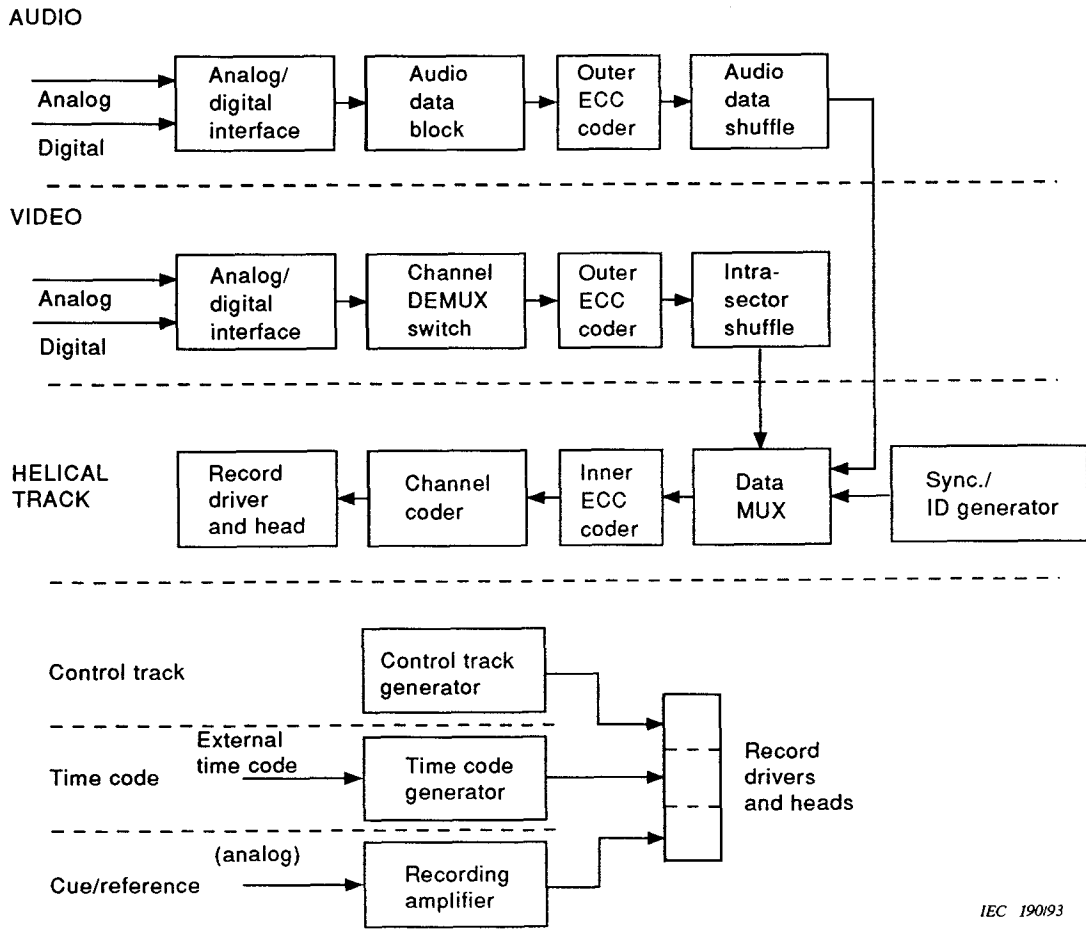 AUDIO
Analog
Digital
Analog/
digital
interface
Audio
data
block
Outer
ECC
coder
Audio
data
shuffle
VIDEO
Analog
Digital
Analog/
digital
interface
Channel
DEMUX
switch
Outer
ECC
coder
Intra-
sector
shuffle
HELICAL
TRACK
Record
driver
and head
Channel
coder
Inner
ECC
coder
Data
MUX
Sync./
ID generator
Control track
Control track
generator
Time code
External
time code
Time code
generator
Cue/reference
(analog)
Recording
amplifier
Record
drivers
and heads
IEC 190/93